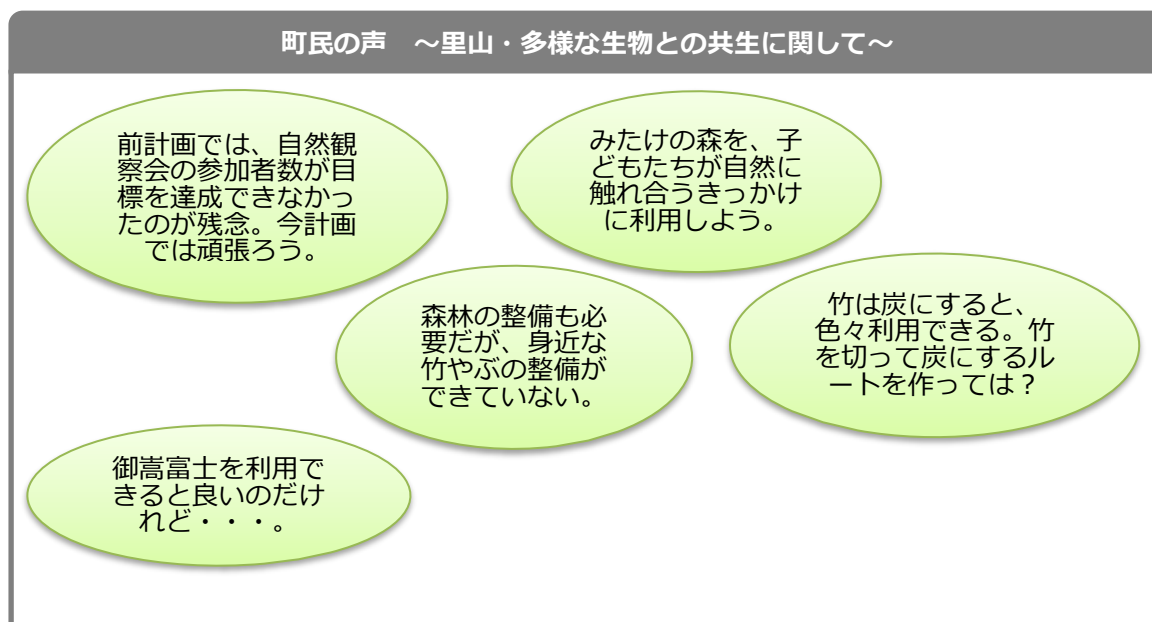 町民の声　～里山・多様な生物との共生に関して～
前計画では、自然観
察会の参加者数が目
標を達成できなかっ
たのが残念。今計画
では頑張ろう。
みたけの森を、子
どもたちが自然に
触れ合うきっかけ
に利用しよう。
森林の整備も必
要だが、身近な
竹やぶの整備が
できていない。
竹は炭にすると、
色々利用できる。竹
を切って炭にするル
ートを作っては？
御嵩富士を利用で
きると良いのだけ
れど・・・。